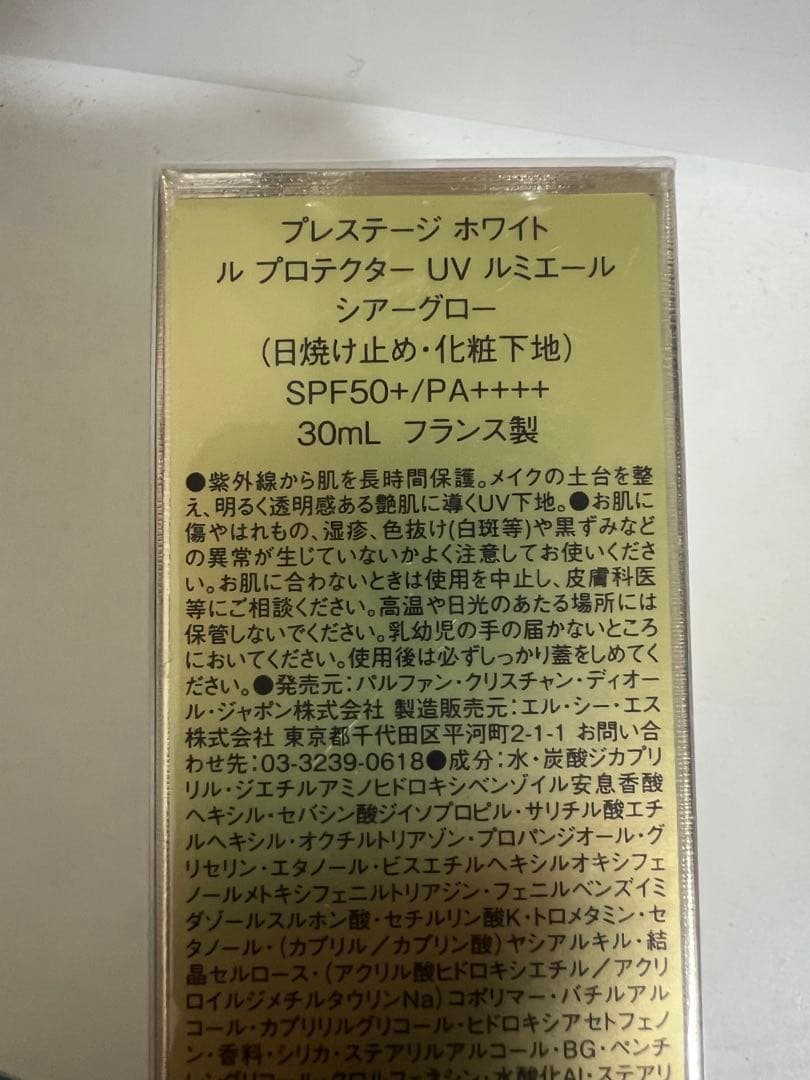 プレステージ ホワイト
ル プロテクター UV ルミエール
シアーグロー
(日焼け止め・化粧下地)
SPF50+/PA++++
30mL フランス製
●紫外線から肌を長時間保護。メイクの土台を整
え、明るく透明感ある艶肌に導くUV下地。●お肌に
傷やはれもの、湿疹、色抜け(白斑等)や黒ずみなど
の異常が生じていないかよく注意してお使いくださ
い。お肌に合わないときは使用を中止し、皮膚科医
等にご相談ください。高温や日光のあたる場所には
保管しないでください。乳幼児の手の届かないところ
においてください。使用後は必ずしっかり蓋をしめてく
ださい。●発売元:パルファン・クリスチャン・ディオー
ル・ジャポン株式会社 製造販売元:エル・シー・エス
株式会社 東京都千代田区平河町2-1-1 お問い合
わせ先:03-3239-0618●成分:水・炭酸ジカプリ
リル・ジエチルアミノヒドロキシベンゾイル安息香酸
ヘキシル・セバシン酸ジイソプロピル・サリチル酸エチ
ルヘキシル・オクチルトリアゾン・プロパンジオール・グ
リセリン・エタノール・ビスエチルヘキシルオキシフェ
ノールメトキシフェニルトリアジン・フェニルベンズイミ
ダゾールスルホン酸・セチルリン酸K・トロメタミン・セ
タノール・(カプリル/カプリン酸)ヤシアルキル・結
晶セルロース・(アクリル酸ヒドロキシエチル/アクリ
ロイルジメチルタウリンNa)コポリマー・バチルアル
コール・カプリリルグリコール・ヒドロキシアセトフェノ
ン・香料・シリカ・ステアリルアルコール・BG・ペンチ
レングリコール・クロルフェネシン・水酸化Al・ステアリ